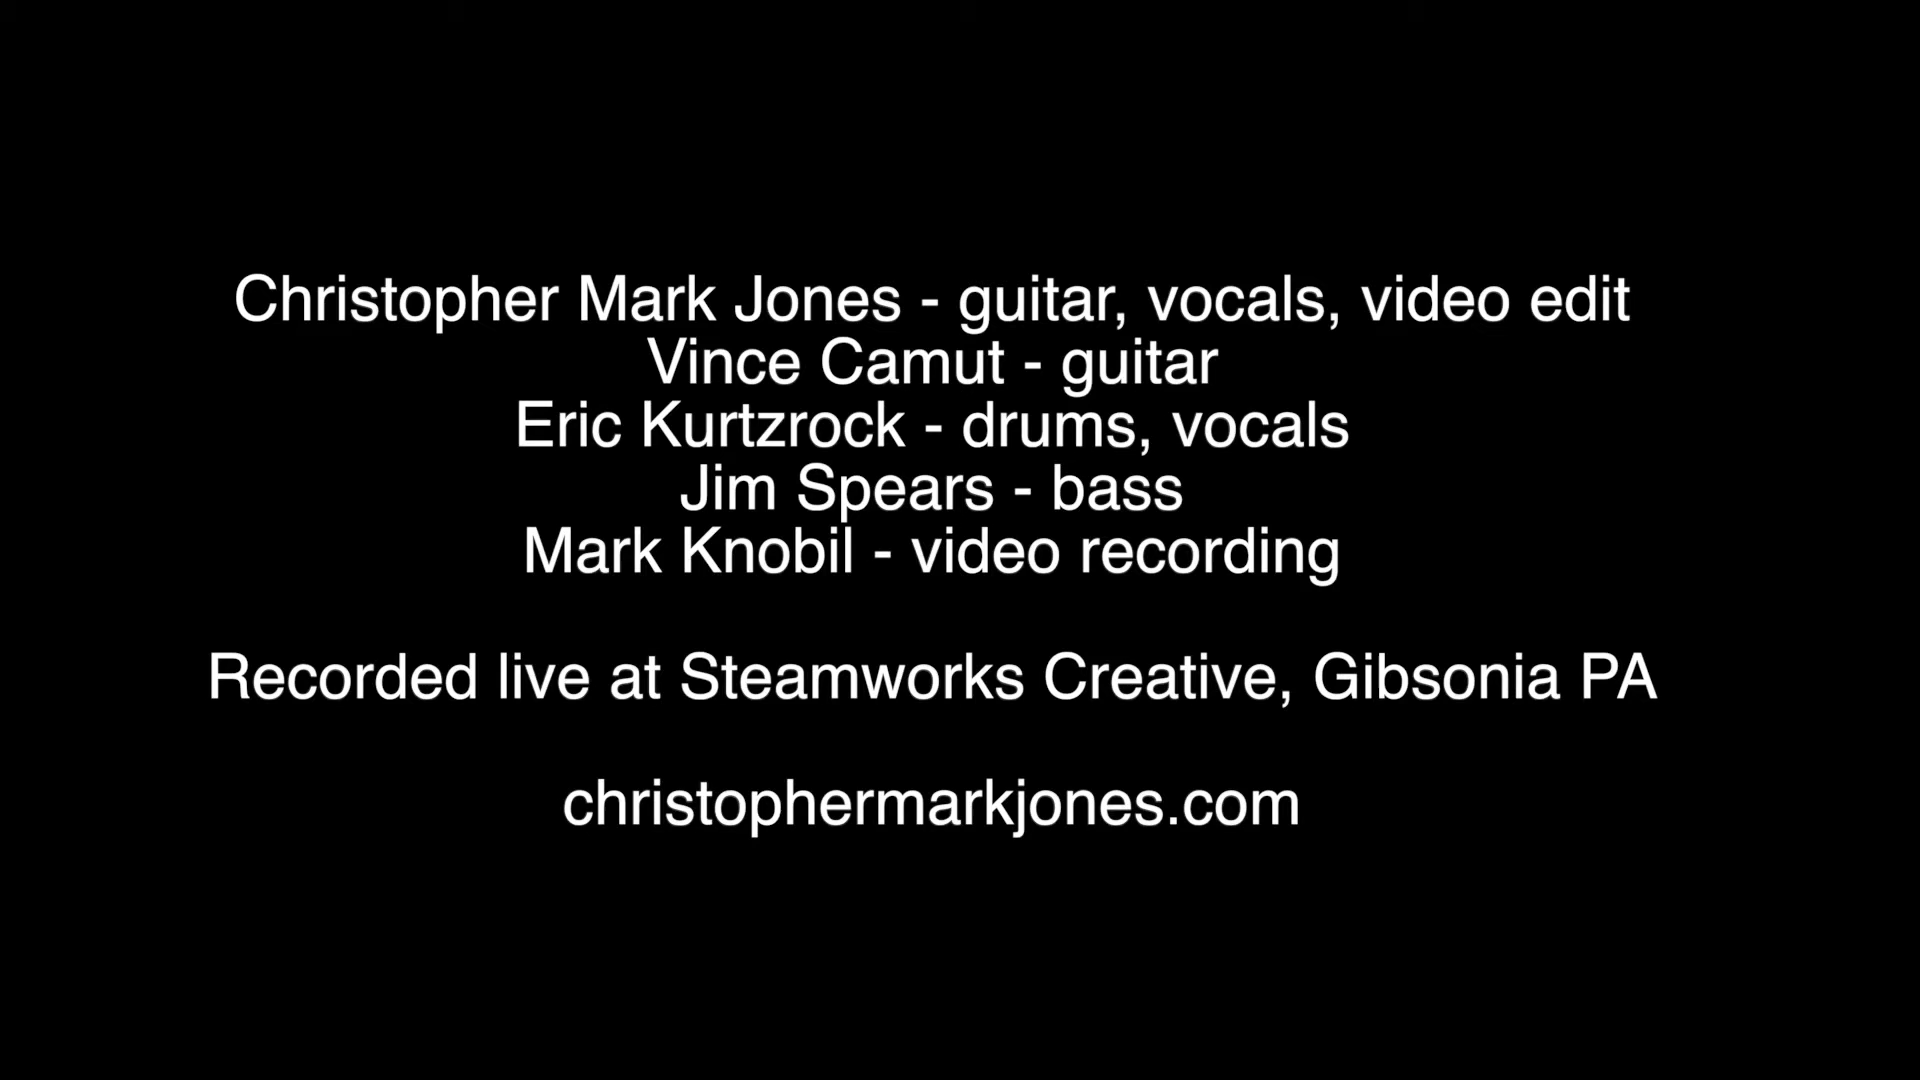 Christopher Mark Jones - guitar, vocals, video edit
Vince Camut - guitar
Eric Kurtzrock - drums, vocals
Jim Spears - bass
Mark Knobil - video recording
Recorded live at Steamworks Creative, Gibsonia PA
christophermarkjones.com